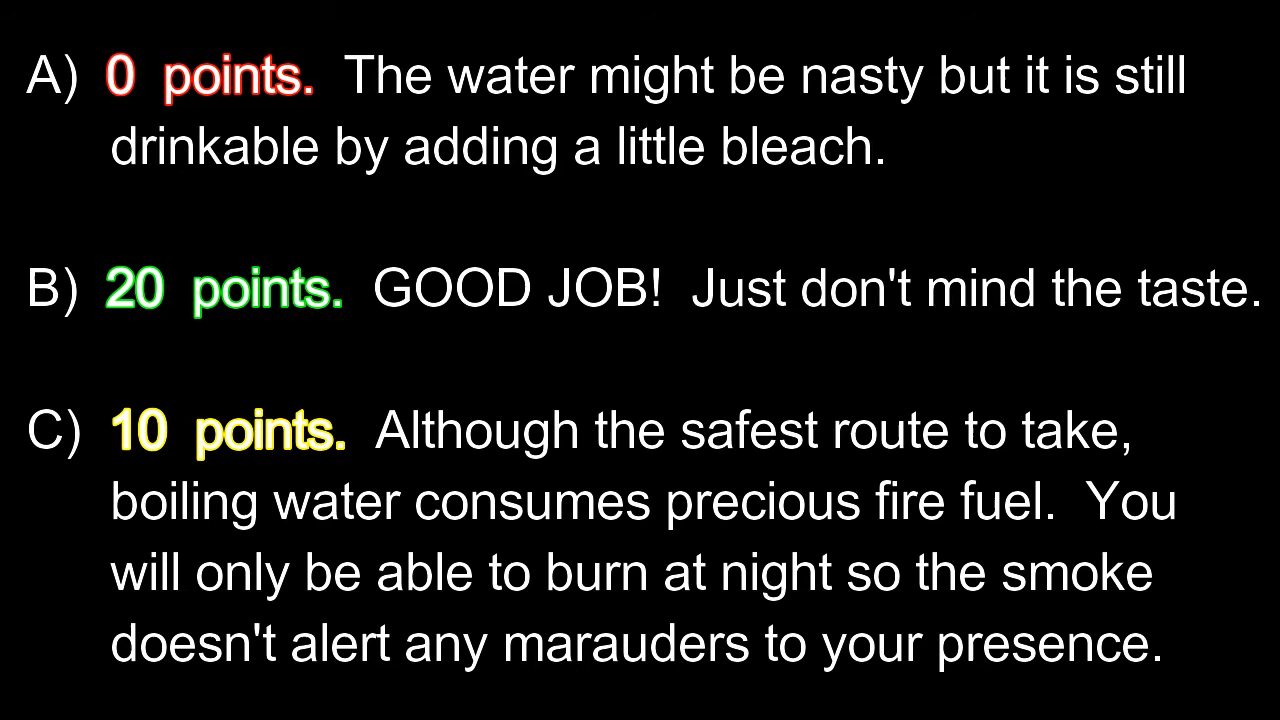 A) 0 points. The water might be nasty but it is still
drinkable by adding a little bleach.
B) 20 points. GOOD JOB! Just don't mind the taste.
C) 10 points. Although the safest route to take,
boiling water consumes precious fire fuel. You
will only be able to burn at night so the smoke
doesn't alert any marauders to your presence.